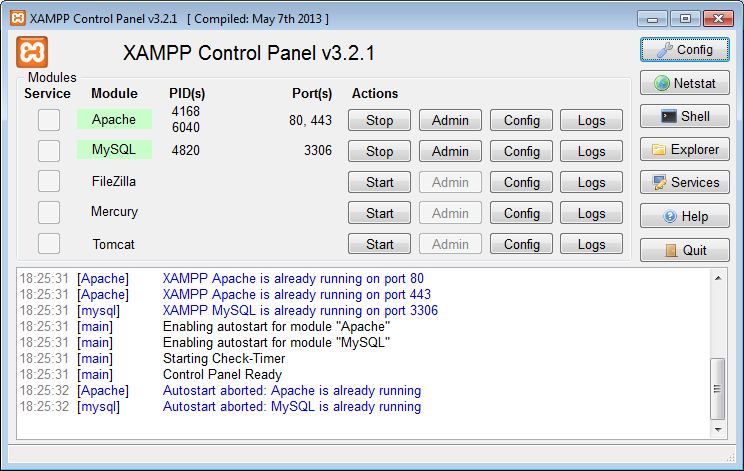 XAMPP Control Panel v3.2.1 [ Compiled: May 7th 2013 ]
XAMPP Control Panel v3.2.1
Config
Modules
Service Module PID(s) Port(s) Actions
Netstat
Apache 4168 6040 80, 443 Stop Admin Config Logs
Shell
MySQL 4820 3306 Stop Admin Config Logs
Explorer
FileZilla Start Admin Config Logs
Services
Mercury Start Admin Config Logs
Help
Tomcat Start Admin Config Logs
Quit
18:25:31 [Apache] XAMPP Apache is already running on port 80
18:25:31 [Apache] XAMPP Apache is already running on port 443
18:25:31 [mysql] XAMPP MySQL is already running on port 3306
18:25:31 [main] Enabling autostart for module "Apache"
18:25:31 [main] Enabling autostart for module "MySQL"
18:25:31 [main] Starting Check-Timer
18:25:31 [main] Control Panel Ready
18:25:32 [Apache] Autostart aborted: Apache is already running
18:25:32 [mysql] Autostart aborted: MySQL is already running